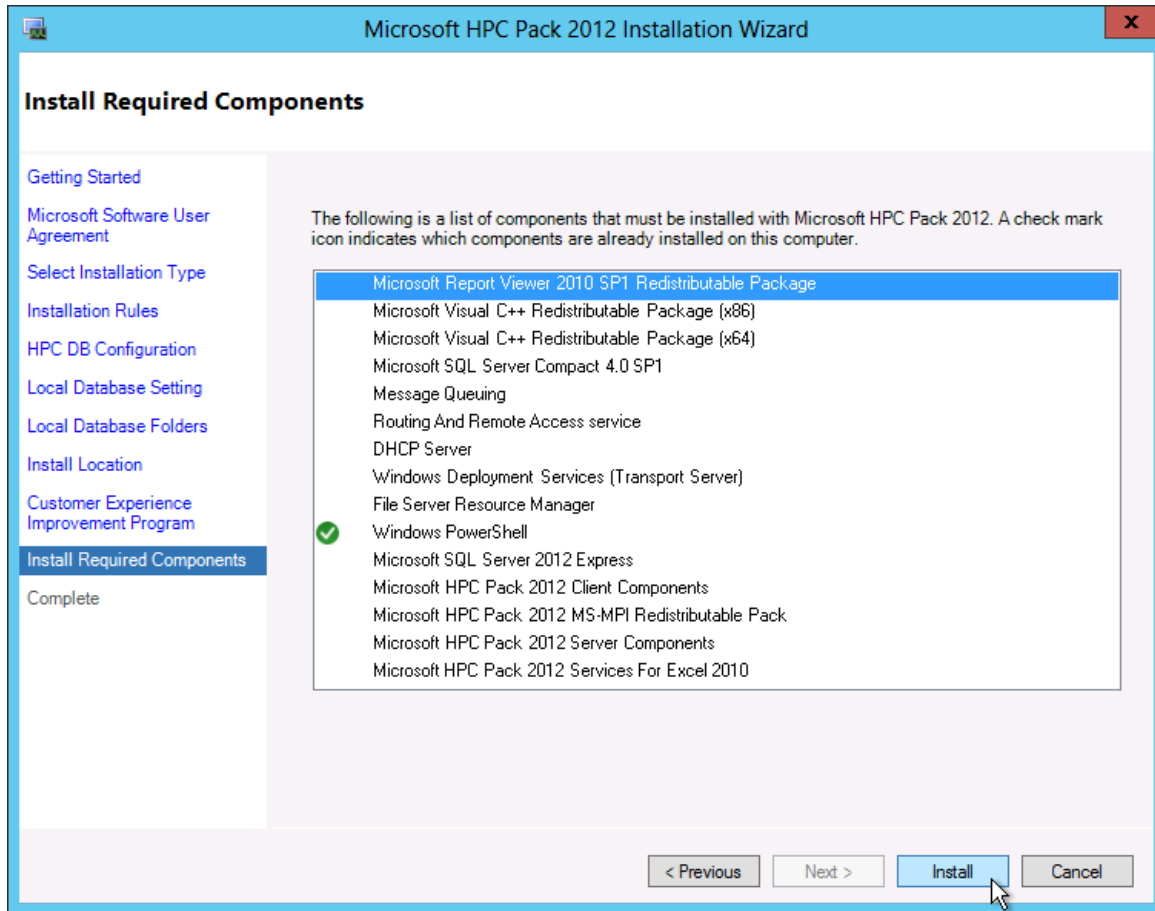 Microsoft HPC Pack 2012 Installation Wizard
x
Install Required Components
Getting Started
Microsoft Software User
Agreement
Select Installation Type
Installation Rules
HPC DB Configuration
Local Database Setting
Local Database Folders
Install Location
Customer Experience
Improvement Program
Install Required Components
Complete
The following is a list of components that must be installed with Microsoft HPC Pack 2012. A check mark
icon indicates which components are already installed on this computer.
Microsoft Report Viewer 2010 SP1 Redistributable Package
Microsoft Visual C++ Redistributable Package (x86)
Microsoft Visual C++ Redistributable Package (x64)
Microsoft SQL Server Compact 4.0 SP1
Message Queuing
Routing And Remote Access service
DHCP Server
Windows Deployment Services (Transport Server)
File Server Resource Manager
Windows PowerShell
Microsoft SQL Server 2012 Express
Microsoft HPC Pack 2012 Client Components
Microsoft HPC Pack 2012 MS-MPI Redistributable Pack
Microsoft HPC Pack 2012 Server Components
Microsoft HPC Pack 2012 Services For Excel 2010
< Previous Next > Install Cancel